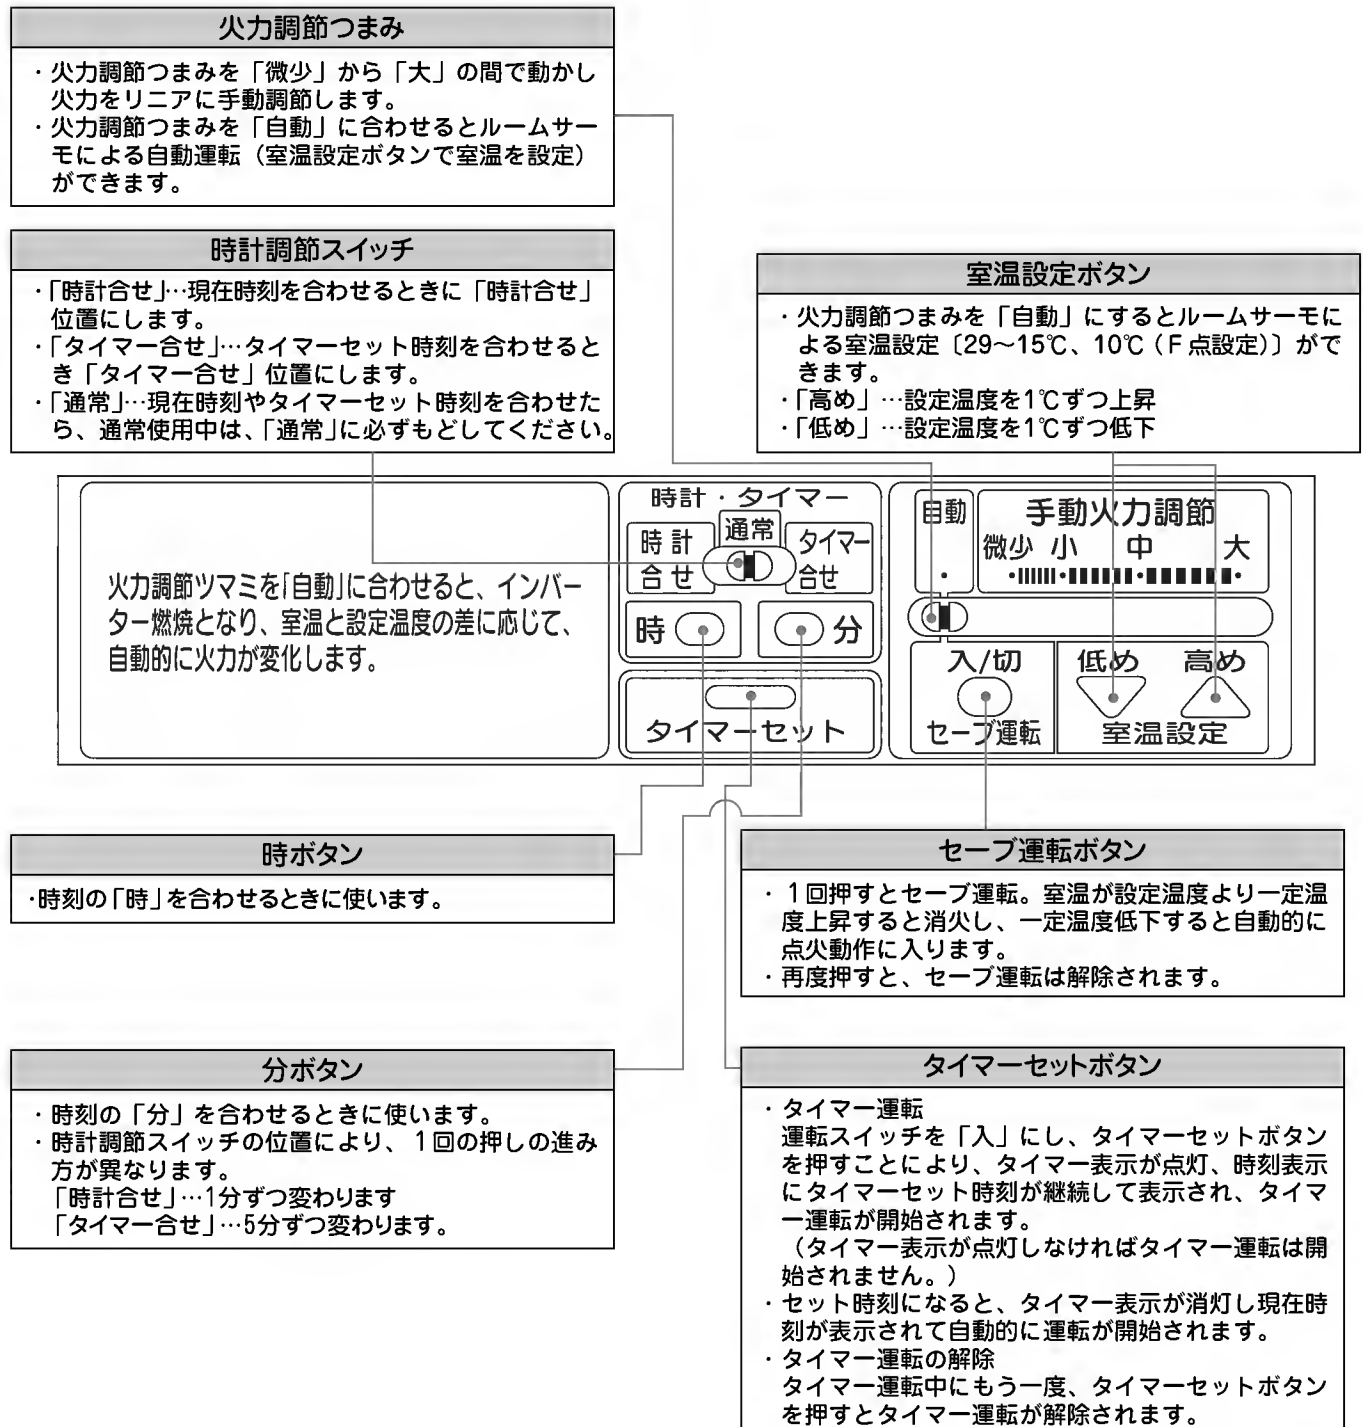 火力調節つまみ
・火力調節つまみを「微少」から「大」の間で動かし
火力をリニアに手動調節します。
・火力調節つまみを「自動」に合わせるとルームサー
モによる自動運転（室温設定ボタンで室温を設定）
ができます。
時計調節スイッチ
・「時計合せ」…現在時刻を合わせるときに「時計合せ」
位置にします。
・「タイマー合せ」…タイマーセット時刻を合わせると
き「タイマー合せ」位置にします。
・「通常」…現在時刻やタイマーセット時刻を合わせた
ら、通常使用中は、「通常」に必ずもどしてください。
室温設定ボタン
・火力調節つまみを「自動」にするとルームサーモに
よる室温設定〔29～15℃、10℃（F点設定）〕がで
きます。
・「高め」…設定温度を1℃ずつ上昇
・「低め」…設定温度を1℃ずつ低下
火力調節ツマミを「自動」に合わせると、インバー
ター燃焼となり、室温と設定温度の差に応じて、
自動的に火力が変化します。
時計・タイマー
時計
合せ
通常
タイマー
合せ
時
分
タイマーセット
自動
手動火力調節
微少 小 中 大
入/切
セーブ運転
低め 高め
室温設定
時ボタン
・時刻の「時」を合わせるときに使います。
セーブ運転ボタン
・1回押すとセーブ運転。室温が設定温度より一定温
度上昇すると消火し、一定温度低下すると自動的に
点火動作に入ります。
・再度押すと、セーブ運転は解除されます。
分ボタン
・時刻の「分」を合わせるときに使います。
・時計調節スイッチの位置により、1回の押しの進み
方が異なります。
「時計合せ」…1分ずつ変わります
「タイマー合せ」…5分ずつ変わります。
タイマーセットボタン
・タイマー運転
運転スイッチを「入」にし、タイマーセットボタン
を押すことにより、タイマー表示が点灯、時刻表示
にタイマーセット時刻が継続して表示され、タイマ
ー運転が開始されます。
（タイマー表示が点灯しなければタイマー運転は開
始されません。）
・セット時刻になると、タイマー表示が消灯し現在時
刻が表示されて自動的に運転が開始されます。
・タイマー運転の解除
タイマー運転中にもう一度、タイマーセットボタン
を押すとタイマー運転が解除されます。